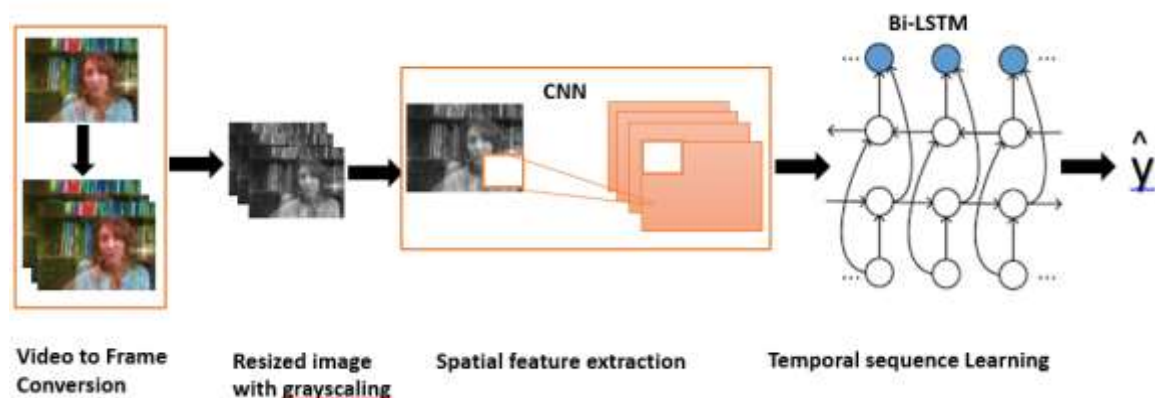 Bi-LSTM
CNN
... ...
ŷ
... ...
Video to Frame
Conversion
Resized image
with grayscaling
Spatial feature extraction
Temporal sequence Learning